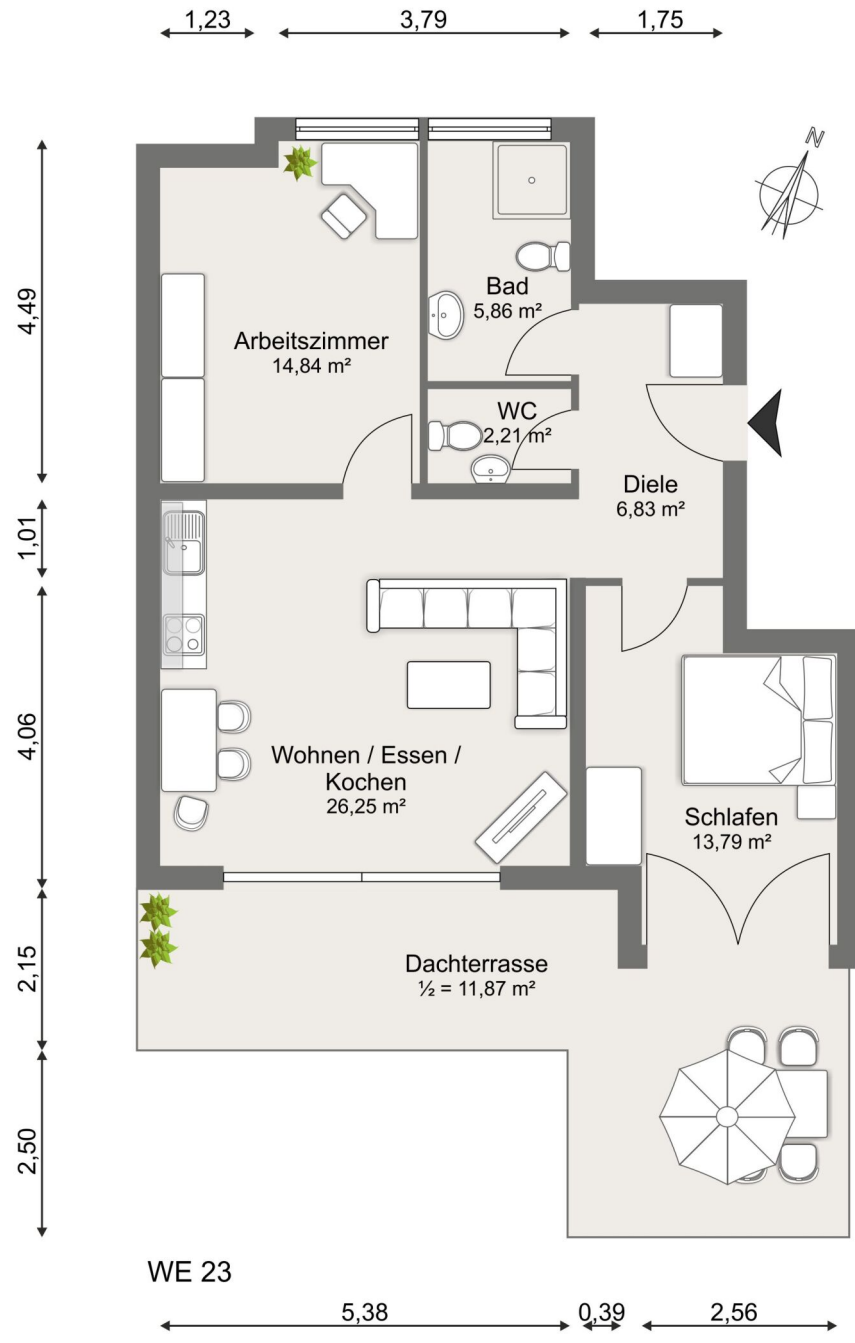 1,23
3,79
1,75
N
4,49
Bad
5,86 m²
Arbeitszimmer
14,84 m²
WC
2,21 m²
Diele
6,83 m²
1,01
4,06
Wohnen / Essen /
Kochen
26,25 m²
Schlafen
13,79 m²
2,15
Dachterrasse
½ = 11,87 m²
2,50
WE 23
5,38
0,39
2,56